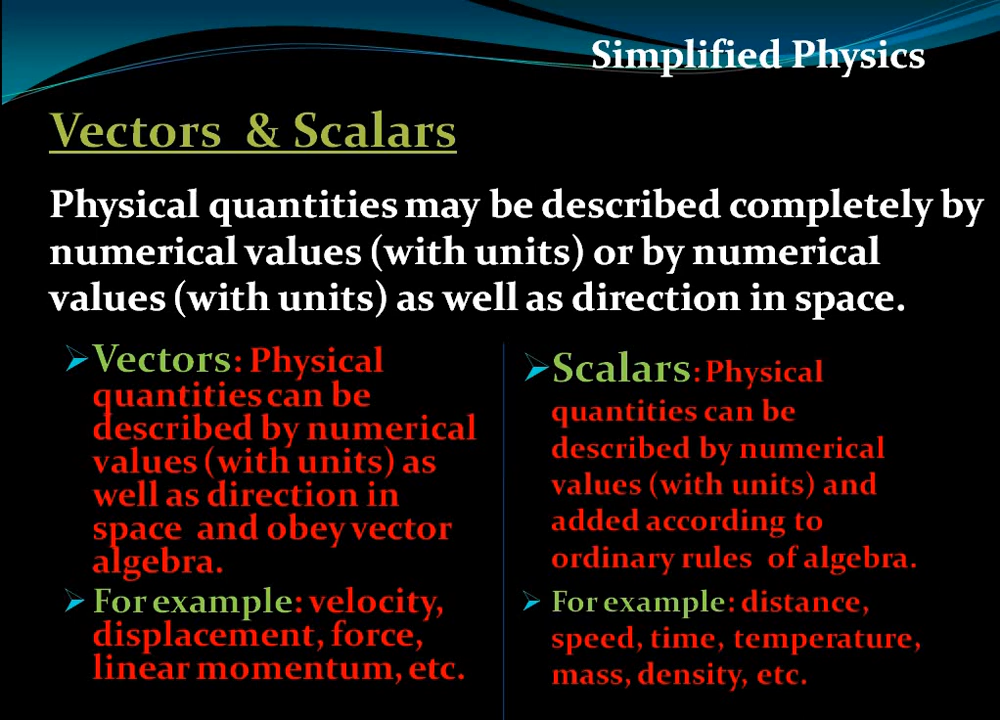 Simplified Physics
Vectors & Scalars
Physical quantities may be described completely by
numerical values (with units) or by numerical
values (with units) as well as direction in space.
Vectors: Physical
quantities can be
described by numerical
values (with units) as
well as direction in
space and obey vector
algebra.
For example: velocity,
displacement, force,
linear momentum, etc.
Scalars: Physical
quantities can be
described by numerical
values (with units) and
added according to
ordinary rules of algebra.
For example: distance,
speed, time, temperature,
mass, density, etc.